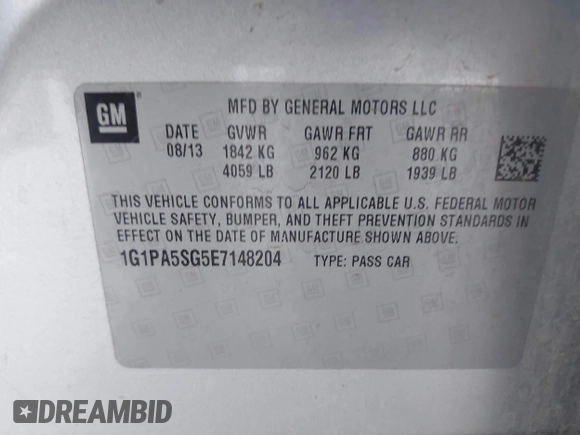 GM ®
MFD BY GENERAL MOTORS LLC
DATE GVWR GAWR FRT GAWR RR
08/13 1842 KG 962 KG 880 KG
4059 LB 2120 LB 1939 LB
THIS VEHICLE CONFORMS TO ALL APPLICABLE U.S. FEDERAL MOTOR
VEHICLE SAFETY, BUMPER, AND THEFT PREVENTION STANDARDS IN
EFFECT ON THE DATE OF MANUFACTURE SHOWN ABOVE.
1G1PA5SG5E7148204 TYPE: PASS CAR
DREAMBID